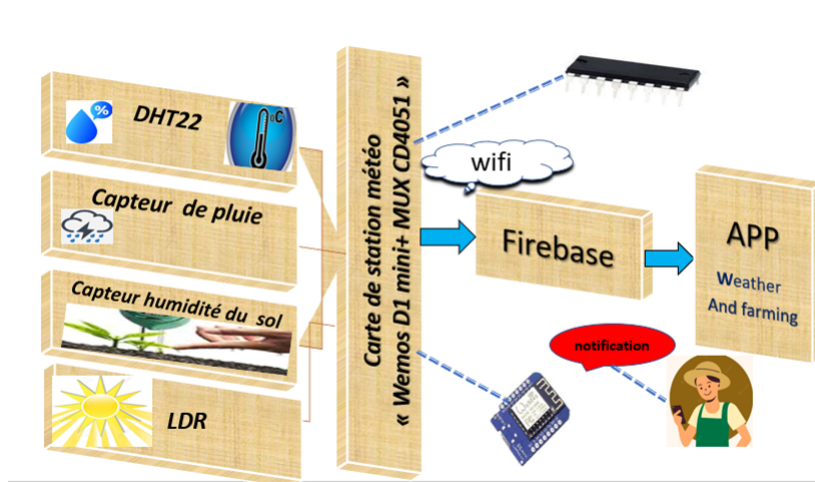 %
DHT22
°C
Capteur de pluie
Capteur humidité du sol
LDR
Carte de station météo
« Wemos D1 mini+ MUX CD4051 »
wifi
Firebase
APP
Weather
And farming
notification